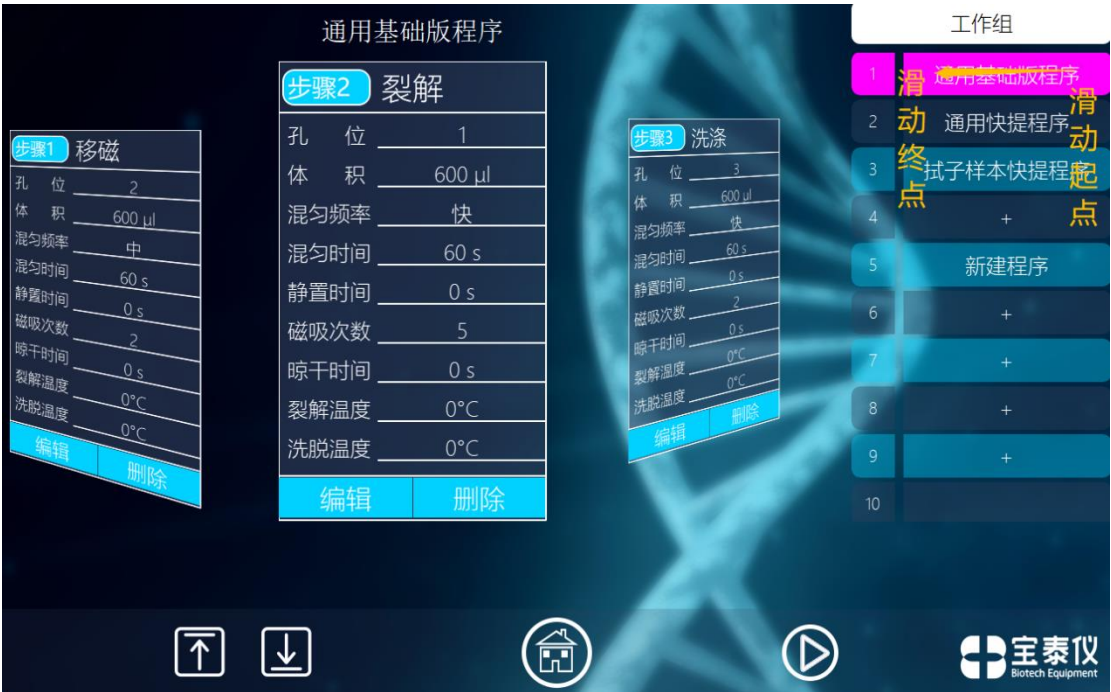 通用基础版程序
步骤1 移磁
孔 位 2
体 积 600 μl
混匀频率 中
混匀时间 60 s
静置时间 0 s
磁吸次数 2
晾干时间 0 s
裂解温度 0°C
洗脱温度 0°C
编辑 删除
步骤2 裂解
孔 位 1
体 积 600 μl
混匀频率 快
混匀时间 60 s
静置时间 0 s
磁吸次数 5
晾干时间 0 s
裂解温度 0°C
洗脱温度 0°C
编辑 删除
步骤3 洗涤
孔 位 3
体 积 600 μl
混匀频率 快
混匀时间 60 s
静置时间 0 s
磁吸次数 2
晾干时间 0 s
裂解温度 0°C
洗脱温度 0°C
编辑 删除
工作组
1 通用基础版程序
2 通用快提程序
3 拭子样本快提程序
4 +
5 新建程序
6 +
7 +
8 +
9 +
10
滑动终点
滑动起点
宝泰仪
Biotech Equipment